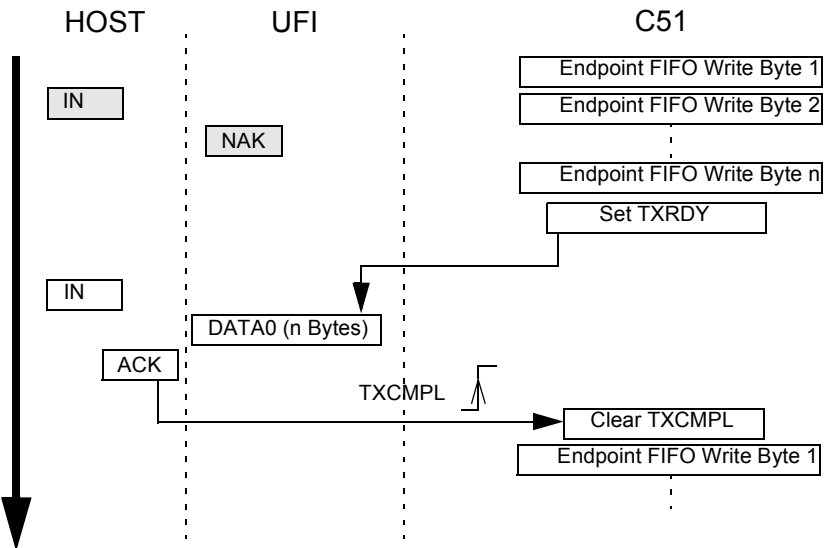 HOST UFI C51
Endpoint FIFO Write Byte 1
IN
Endpoint FIFO Write Byte 2
NAK
Endpoint FIFO Write Byte n
Set TXRDY
IN
DATA0 (n Bytes)
ACK
TXCMPL
Clear TXCMPL
Endpoint FIFO Write Byte 1